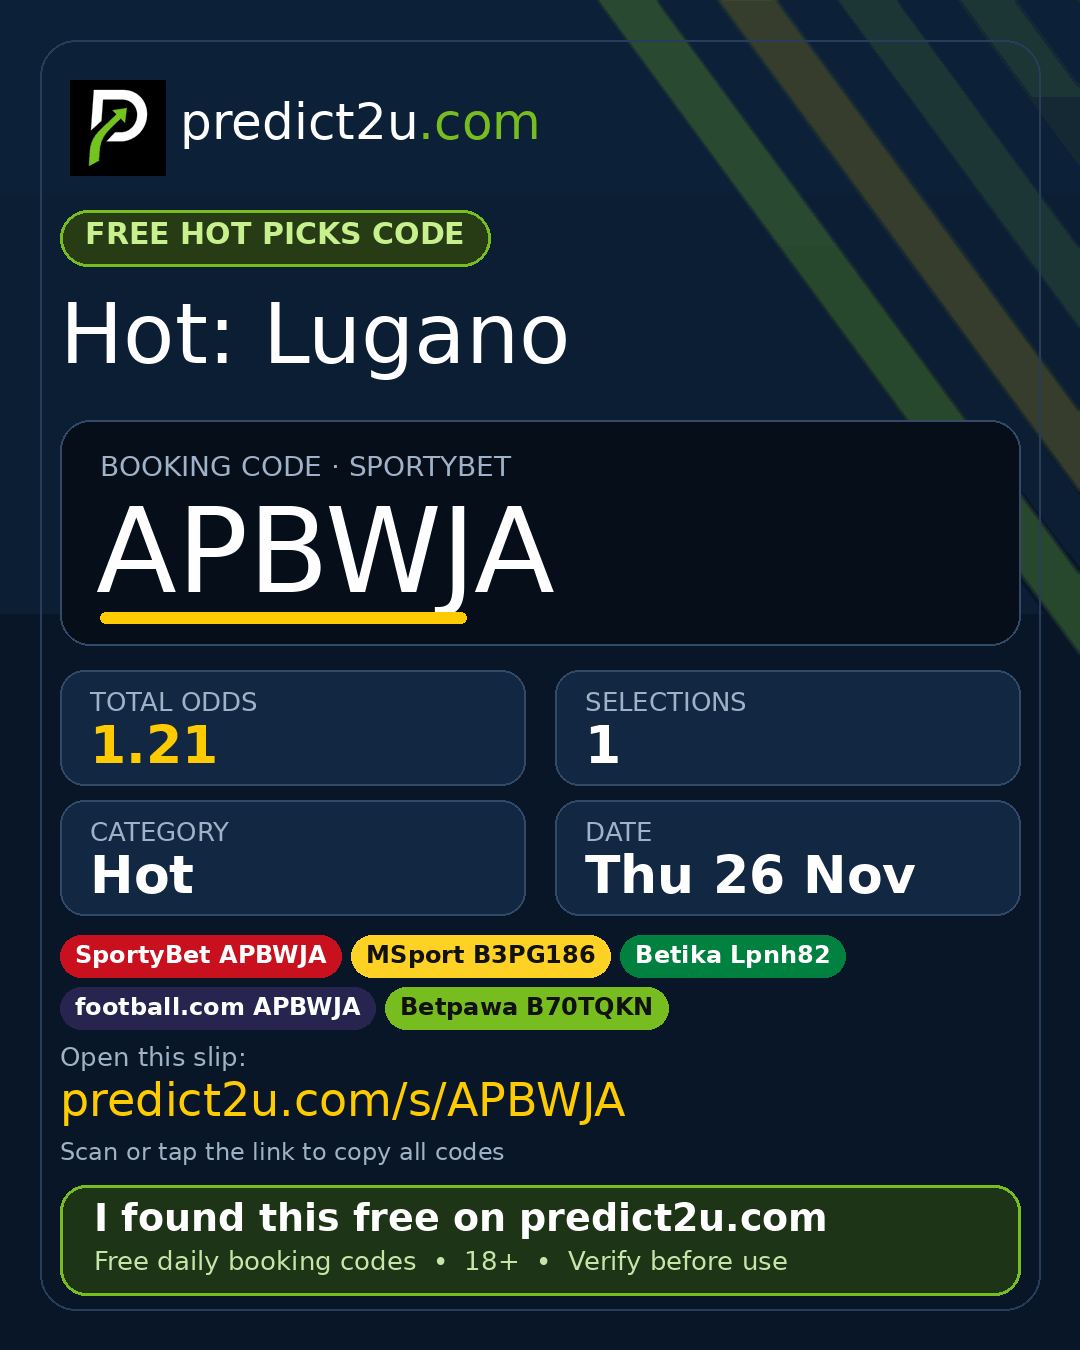 predict2u.com
FREE HOT PICKS CODE
Hot: Lugano
BOOKING CODE · SPORTYBET
APBWJA
TOTAL ODDS
1.21
SELECTIONS
1
CATEGORY
Hot
DATE
Thu 26 Nov
SportyBet APBWJA
MSport B3PG186
Betika Lpnh82
football.com APBWJA
Betpawa B70TQKN
Open this slip:
predict2u.com/s/APBWJA
Scan or tap the link to copy all codes
I found this free on predict2u.com
Free daily booking codes • 18+ • Verify before use